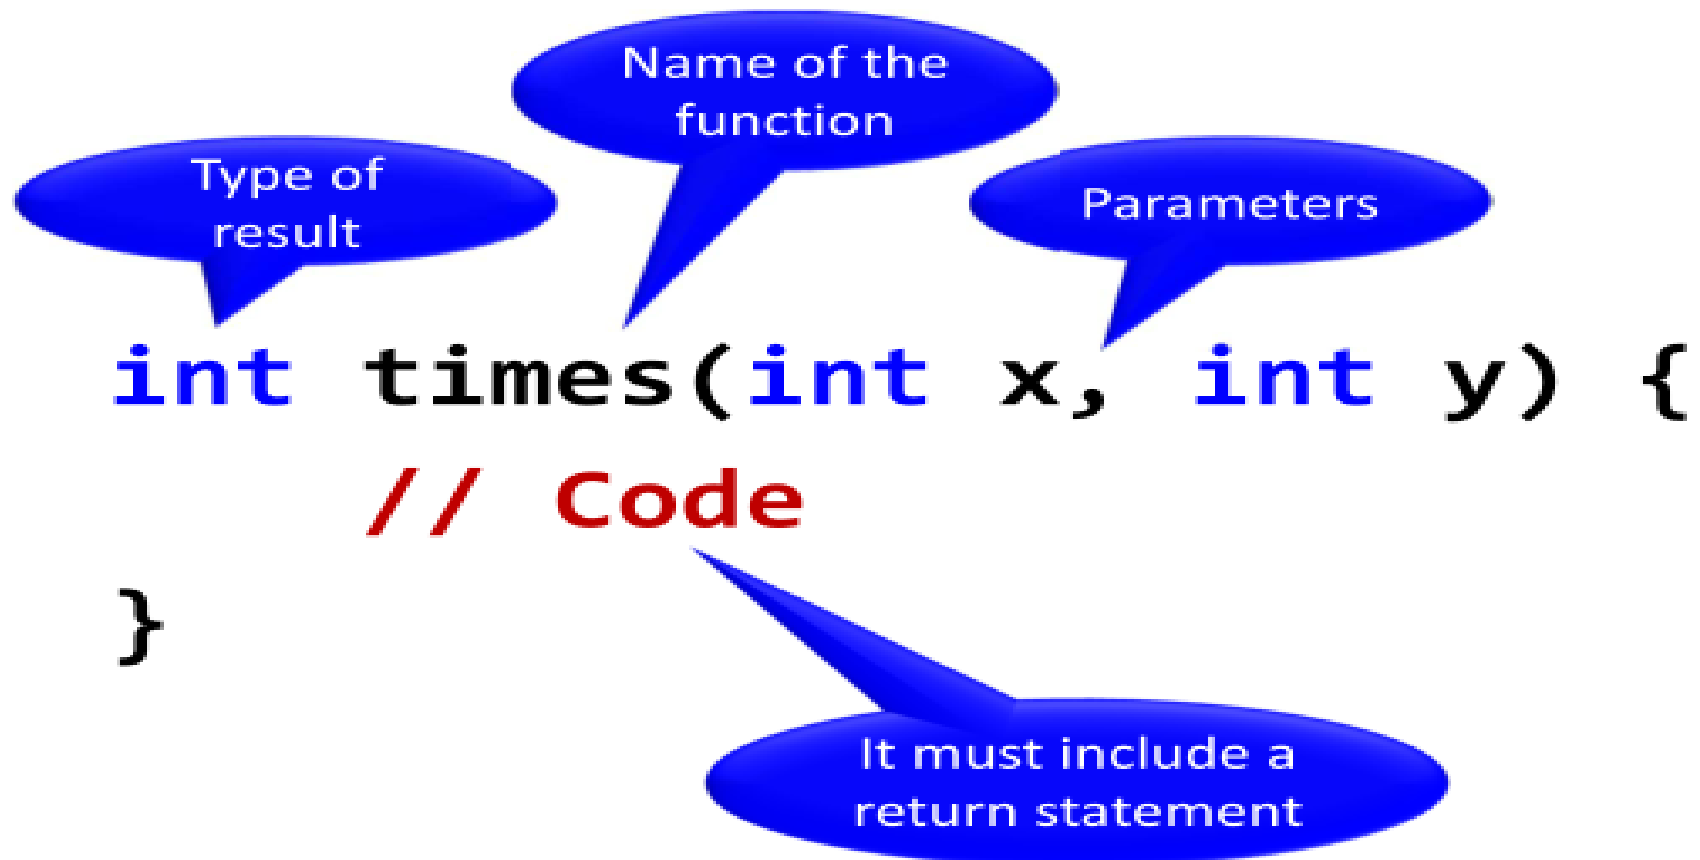 Name of the
function
Type of
result
Parameters
int times(int x, int y) {
// Code
}
It must include a
return statement